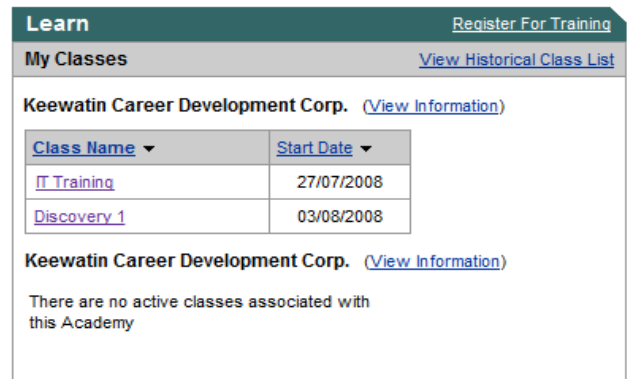 Learn Register For Training
My Classes View Historical Class List
Keewatin Career Development Corp. (View Information)
Class Name Start Date
IT Training 27/07/2008
Discovery 1 03/08/2008
Keewatin Career Development Corp. (View Information)
There are no active classes associated with
this Academy